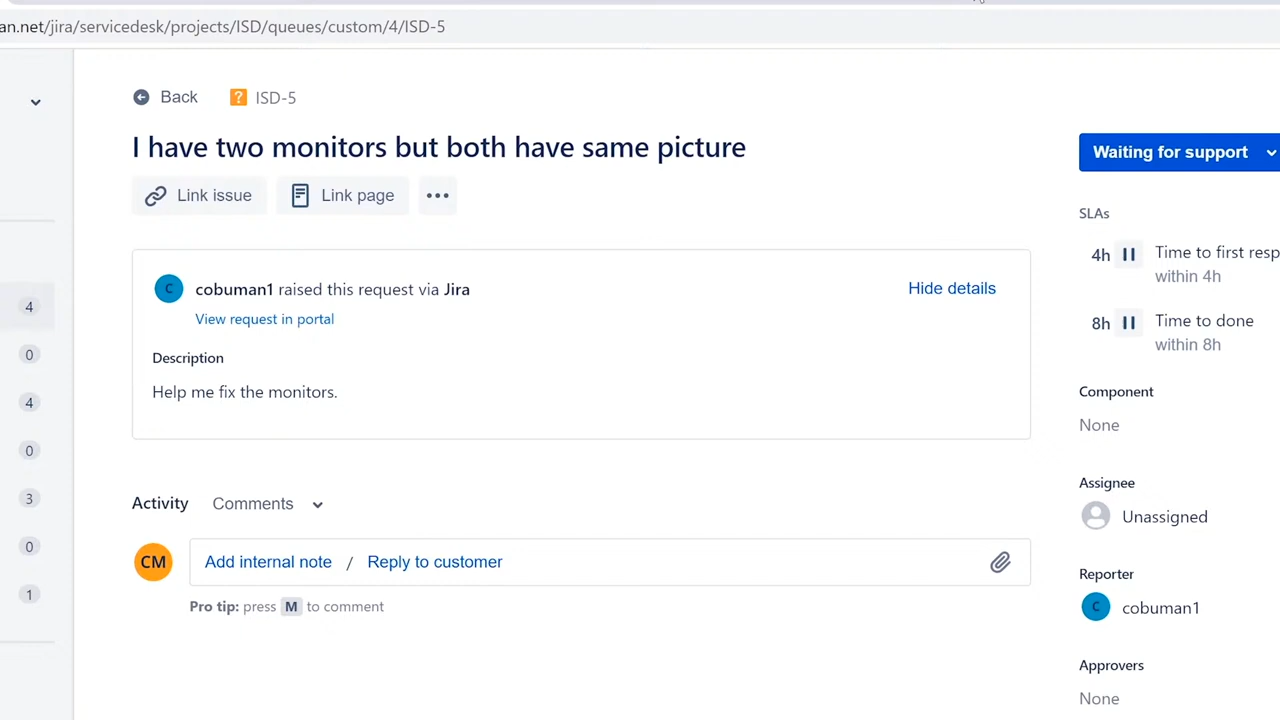 an.net/jira/servicedesk/projects/ISD/queues/custom/4/ISD-5
Back
ISD-5
I have two monitors but both have same picture
Link issue
Link page
C
cobuman1 raised this request via Jira
Hide details
View request in portal
Description
Help me fix the monitors.
Activity
Comments
CM
Add internal note / Reply to customer
Pro tip: press M to comment
4
0
4
0
3
0
1
Waiting for support
SLAs
4h
Time to first resp
within 4h
8h
Time to done
within 8h
Component
None
Assignee
Unassigned
Reporter
C
cobuman1
Approvers
None